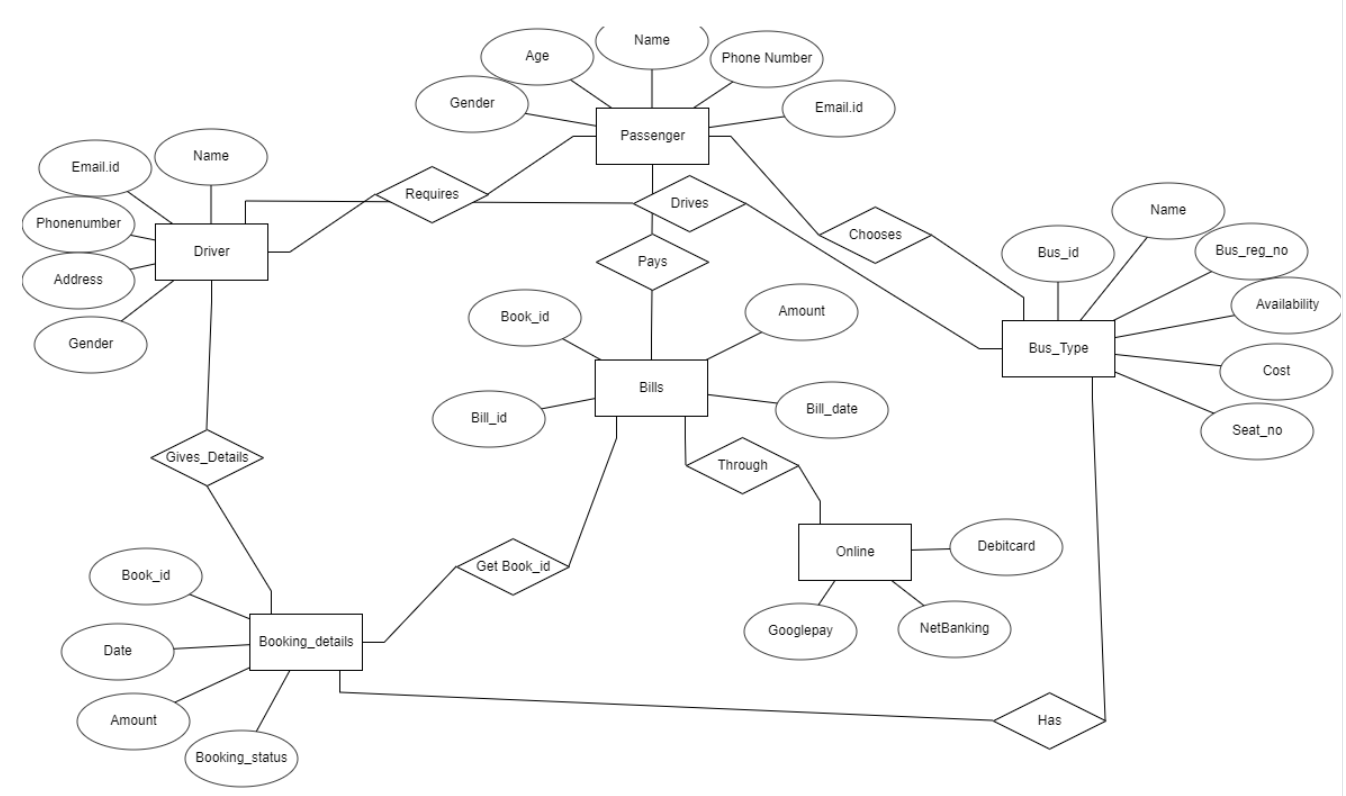 Name
Age
Phone Number
Gender
Email.id
Passenger
Email.id
Name
Requires
Drives
Phonenumber
Driver
Chooses
Name
Bus_id
Bus_reg_no
Address
Pays
Availability
Gender
Book_id
Amount
Bus_Type
Cost
Bills
Bill_id
Bill_date
Seat_no
Gives_Details
Through
Online
Debitcard
Get Book_id
Book_id
Googlepay
NetBanking
Booking_details
Date
Amount
Has
Booking_status